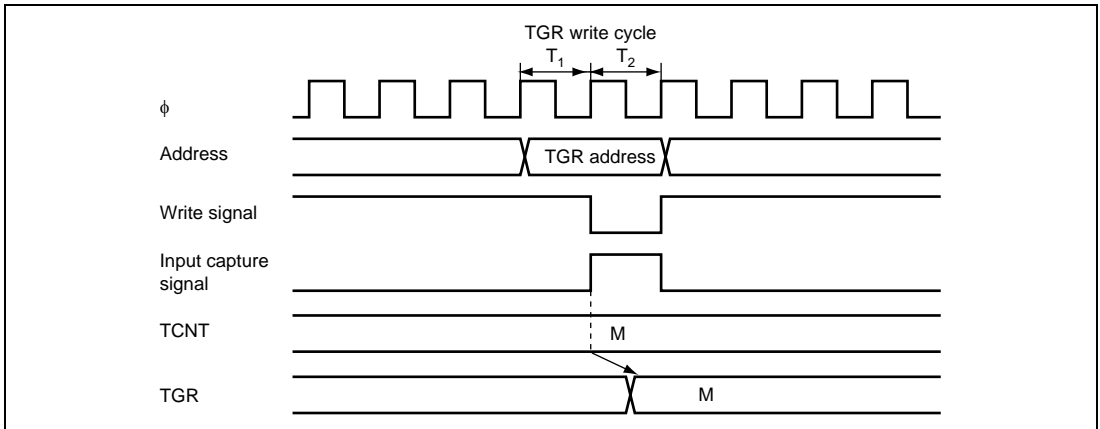 TGR write cycle
T1 T2
ϕ
Address
TGR address
Write signal
Input capture
signal
TCNT
M
TGR
M